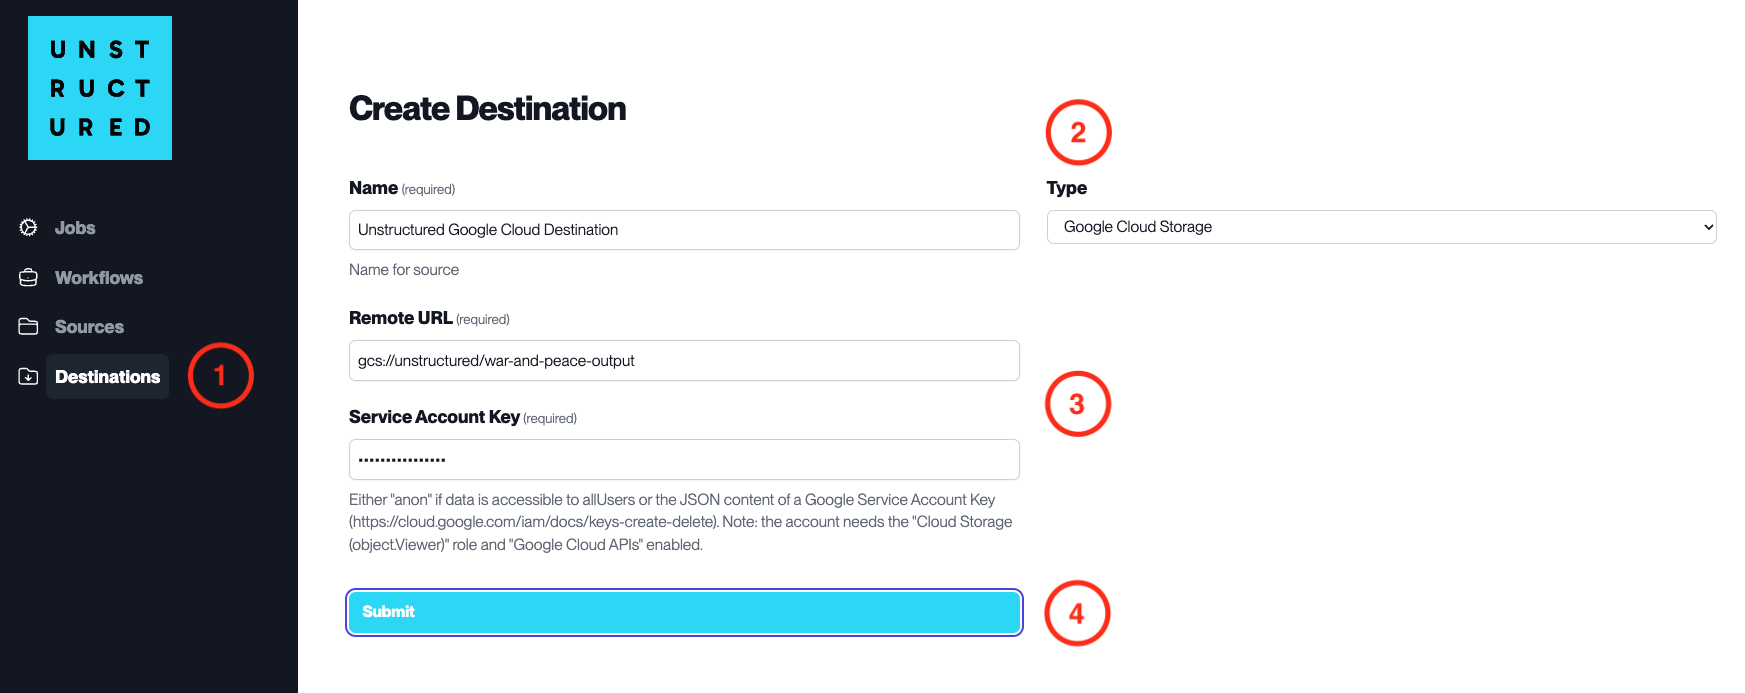 UNST
RUCT
URED
Jobs
Workflows
Sources
Destinations
1
Create Destination
2
Name (required)
Unstructured Google Cloud Destination
Name for source
Type
Google Cloud Storage
Remote URL (required)
gcs://unstructured/war-and-peace-output
3
Service Account Key (required)
••••••••••••••••
Either "anon" if data is accessible to allUsers or the JSON content of a Google Service Account Key
(https://cloud.google.com/iam/docs/keys-create-delete). Note: the account needs the "Cloud Storage
(object.Viewer)" role and "Google Cloud APIs" enabled.
Submit
4